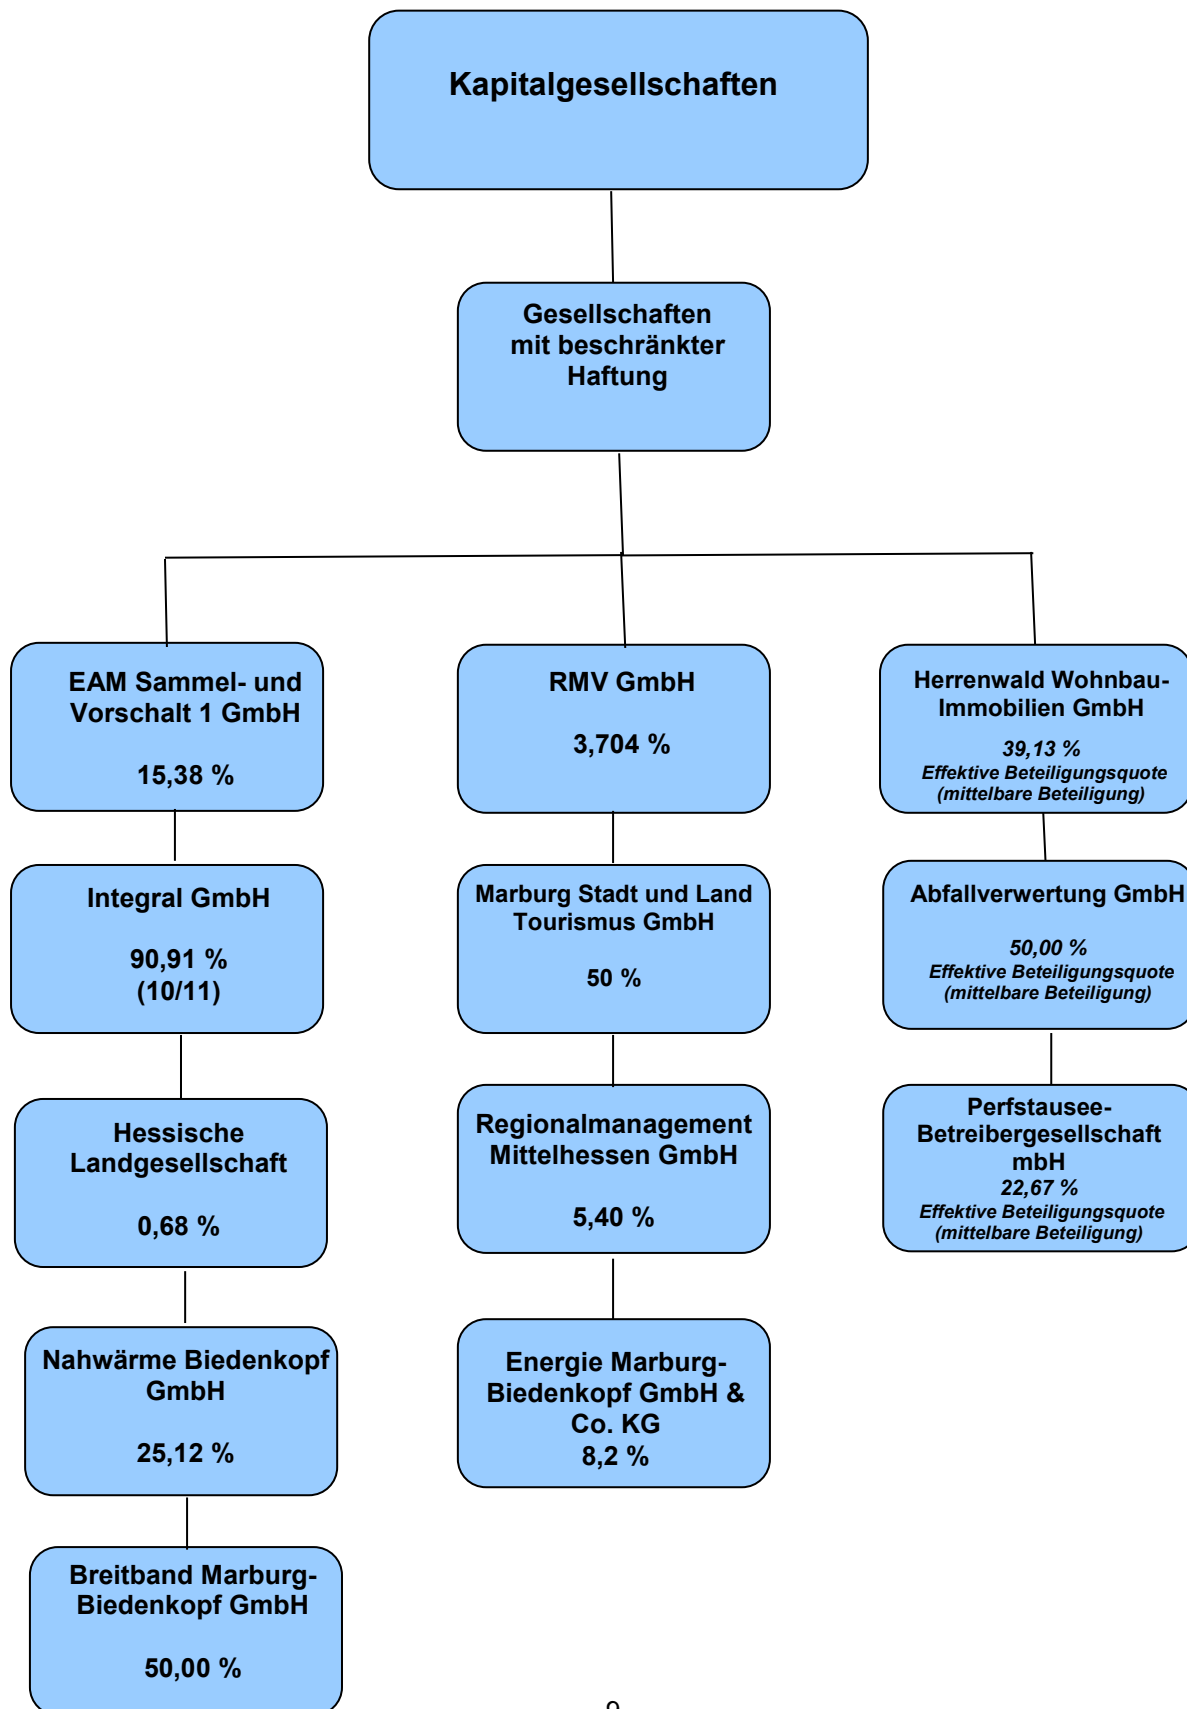 Kapitalgesellschaften
Gesellschaften
mit beschränkter
Haftung
EAM Sammel- und
Vorschalt 1 GmbH
15,38 %
Integral GmbH
90,91 %
(10/11)
Hessische
Landgesellschaft
0,68 %
Nahwärme Biedenkopf
GmbH
25,12 %
Breitband Marburg-
Biedenkopf GmbH
50,00 %
RMV GmbH
3,704 %
Marburg Stadt und Land
Tourismus GmbH
50 %
Regionalmanagement
Mittelhessen GmbH
5,40 %
Energie Marburg-
Biedenkopf GmbH &
Co. KG
8,2 %
Herrenwald Wohnbau-
Immobilien GmbH
39,13 %
Effektive Beteiligungsquote
(mittelbare Beteiligung)
Abfallverwertung GmbH
50,00 %
Effektive Beteiligungsquote
(mittelbare Beteiligung)
Perfstausee-
Betreibergesellschaft
mbH
22,67 %
Effektive Beteiligungsquote
(mittelbare Beteiligung)